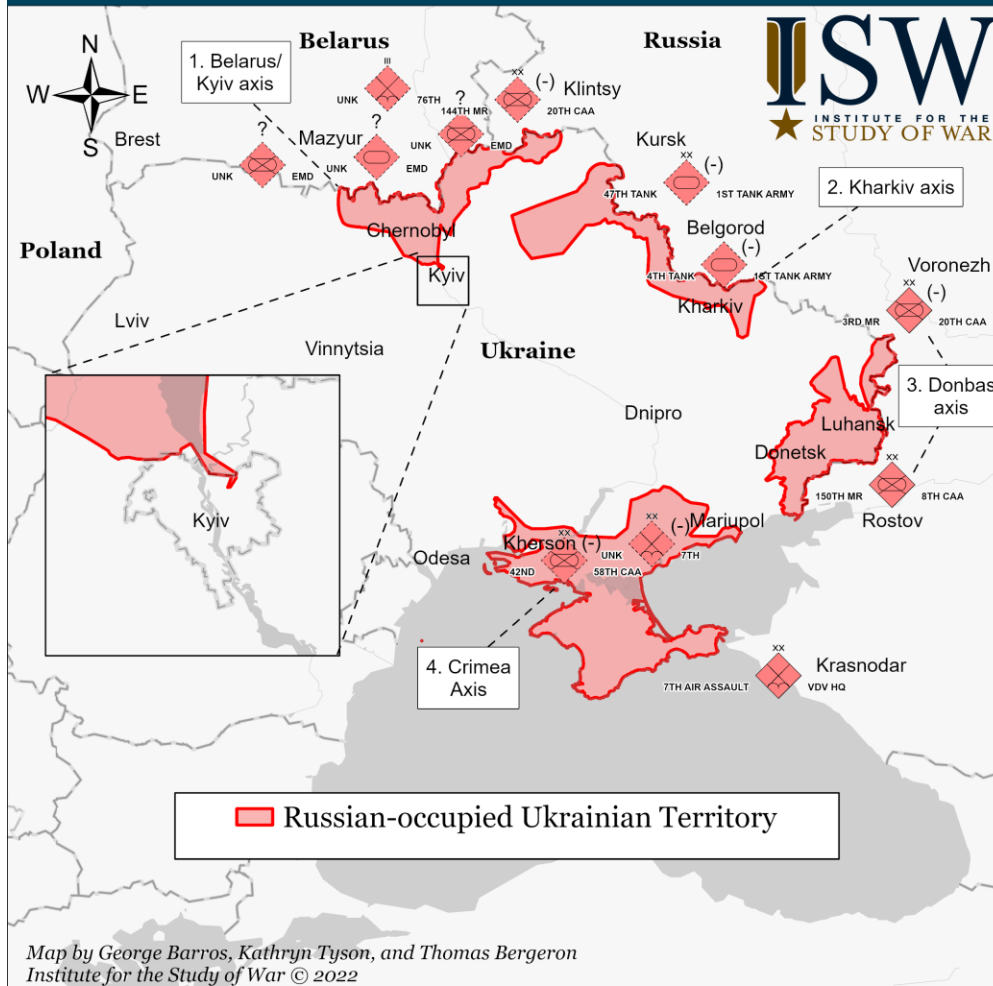 Belarus
Russia
ISW
INSTITUTE FOR THE
STUDY OF WAR
N
W
E
S
1. Belarus/
Kyiv axis
III
UNK
76TH
?
144TH MR
UNK
EMD
XX
(-)
Klintsy
20TH CAA
Brest
?
UNK
EMD
Mazyur
?
UNK
EMD
Kursk
XX
(-)
47TH TANK
1ST TANK ARMY
2. Kharkiv axis
Chernobyl
Belgorod
(-)
4TH TANK
1ST TANK ARMY
Poland
Kyiv
Kharkiv
Voronezh
XX
(-)
3RD MR
20TH CAA
Lviv
Vinnytsia
Ukraine
3. Donbas
axis
Dnipro
Luhansk
Donetsk
XX
150TH MR
8TH CAA
Rostov
Kyiv
Odesa
XX
Kherson (-)
42ND
58TH CAA
XX
(-)
Mariupol
UNK
7TH
4. Crimea
Axis
XX
Krasnodar
7TH AIR ASSAULT
VDV HQ
Russian-occupied Ukrainian Territory
Map by George Barros, Kathryn Tyson, and Thomas Bergeron
Institute for the Study of War © 2022